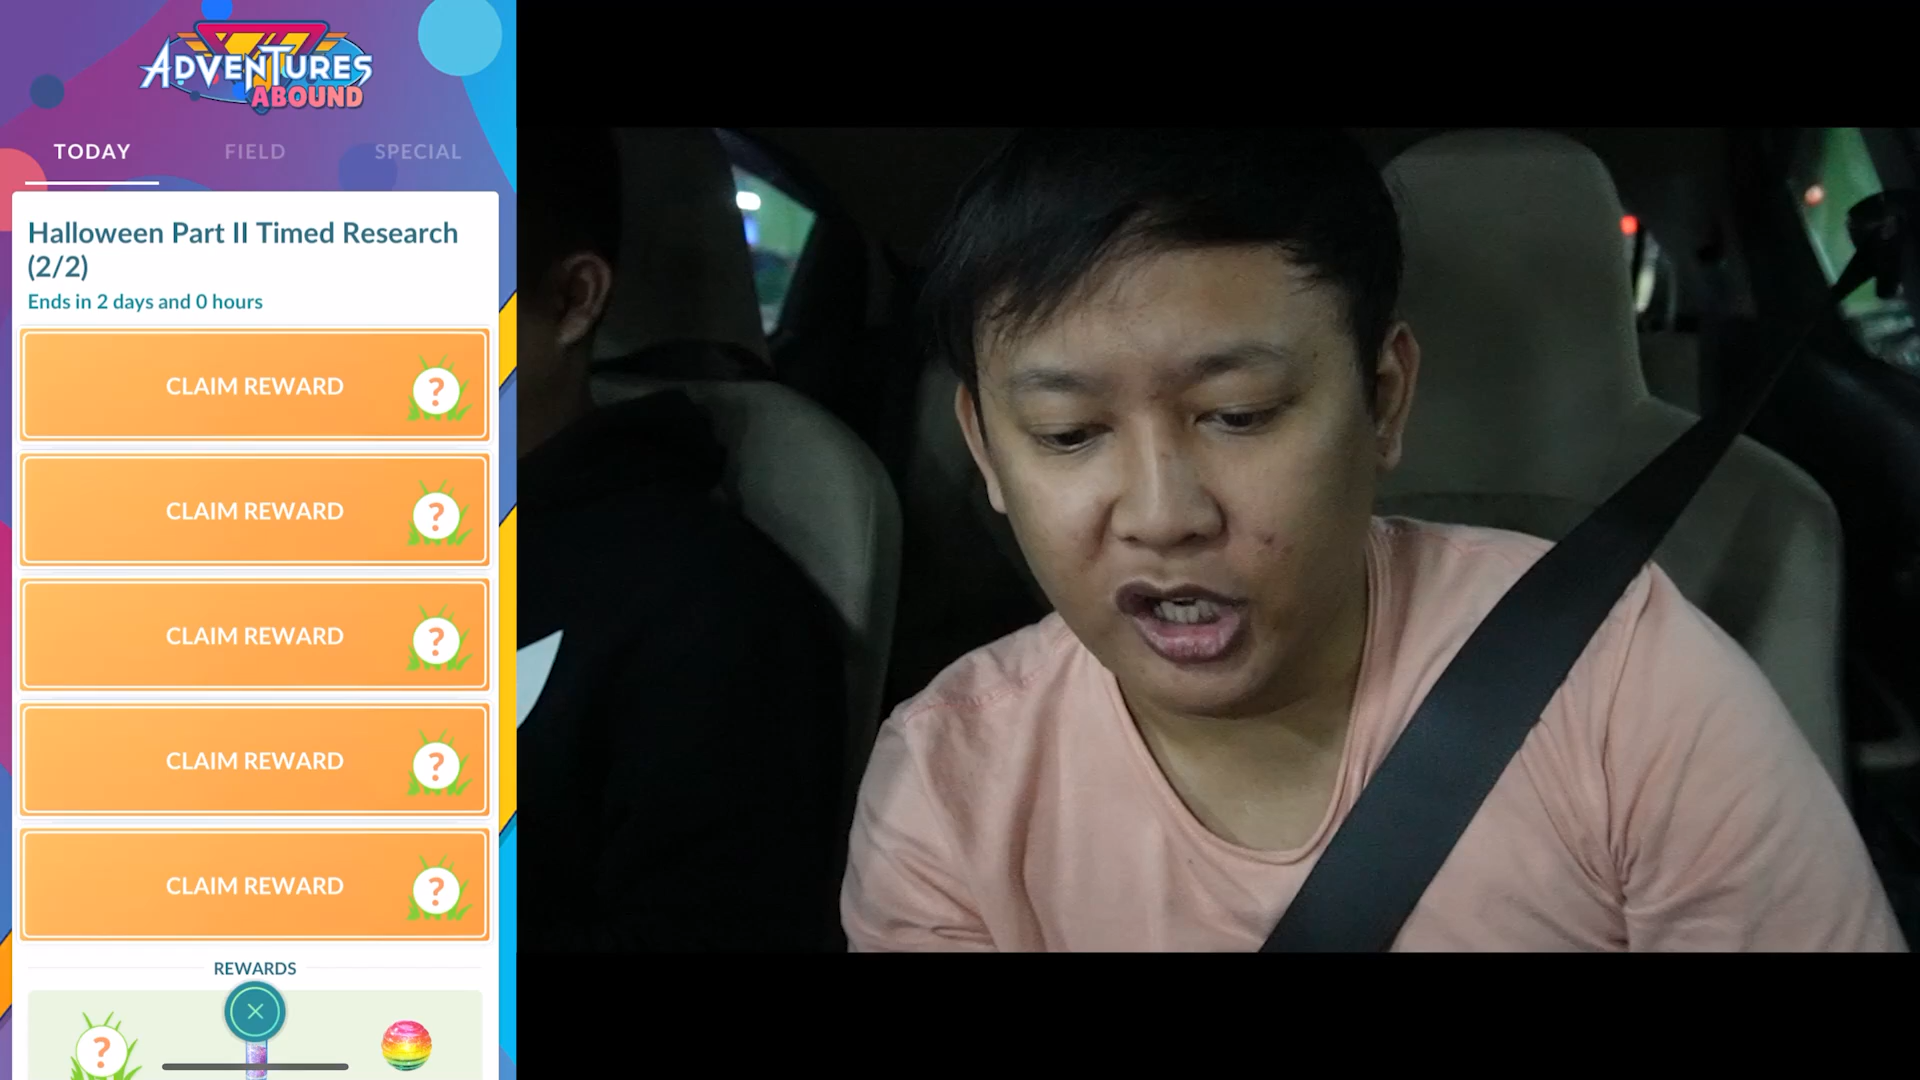 ADVENTURES
ABOUND
TODAY FIELD SPECIAL
Halloween Part II Timed Research
(2/2)
Ends in 2 days and 0 hours
CLAIM REWARD ?
CLAIM REWARD ?
CLAIM REWARD ?
CLAIM REWARD ?
CLAIM REWARD ?
REWARDS
?